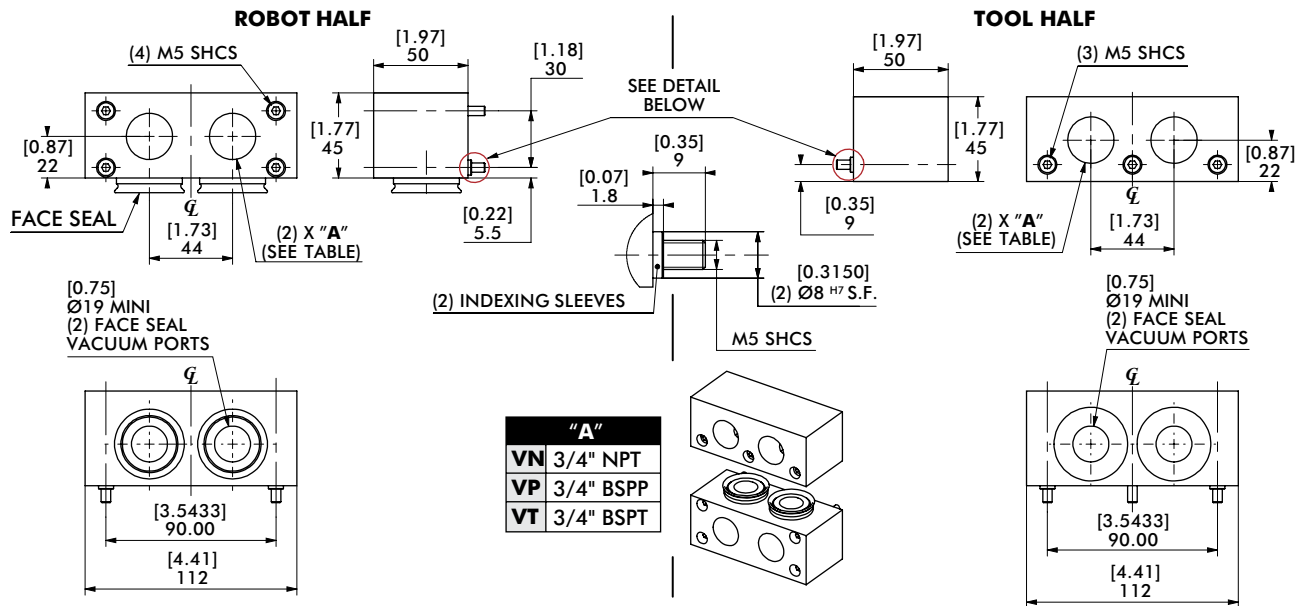 ROBOT HALF
TOOL HALF
(4) M5 SHCS
[1.97]
50
[1.18]
30
SEE DETAIL
BELOW
[1.97]
50
(3) M5 SHCS
[0.87]
22
[1.77]
45
[0.35]
9
[1.77]
45
[0.87]
22
FACE SEAL
℄
[1.73]
44
(2) X "A"
(SEE TABLE)
[0.22]
5.5
[0.07]
1.8
[0.35]
9
(2) X "A"
(SEE TABLE)
℄
[1.73]
44
(2) INDEXING SLEEVES
[0.3150]
(2) Ø8 H7 S.F.
M5 SHCS
[0.75]
Ø19 MINI
(2) FACE SEAL
VACUUM PORTS
℄
[3.5433]
90.00
[4.41]
112
"A"
VN 3/4" NPT
VP 3/4" BSPP
VT 3/4" BSPT
[0.75]
Ø19 MINI
(2) FACE SEAL
VACUUM PORTS
℄
[3.5433]
90.00
[4.41]
112